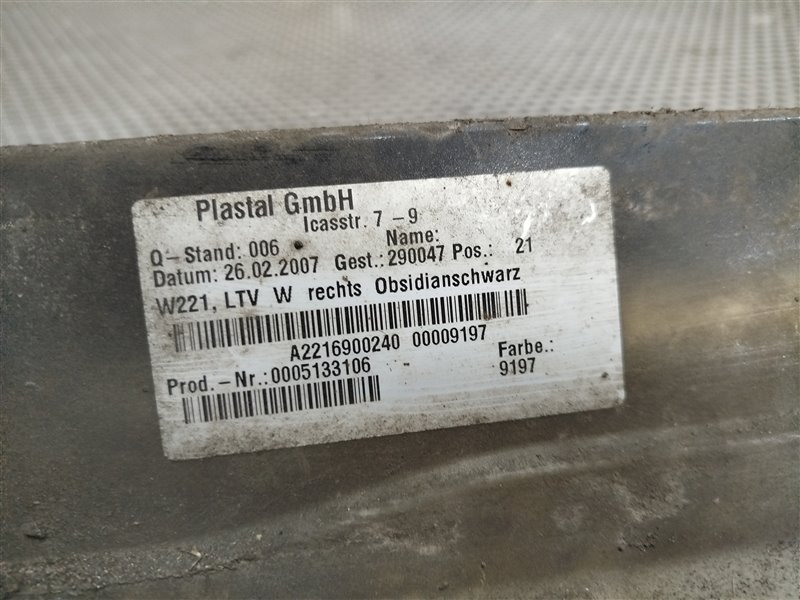 Plastal GmbH
Icasstr. 7 -9
Q-Stand: 006 Name:
Datum: 26.02.2007 Gest.: 290047 Pos.: 21
W221, LTV W rechts Obsidianschwarz
A2216900240 00009197
Prod.-Nr.:0005133106 Farbe.:
9197